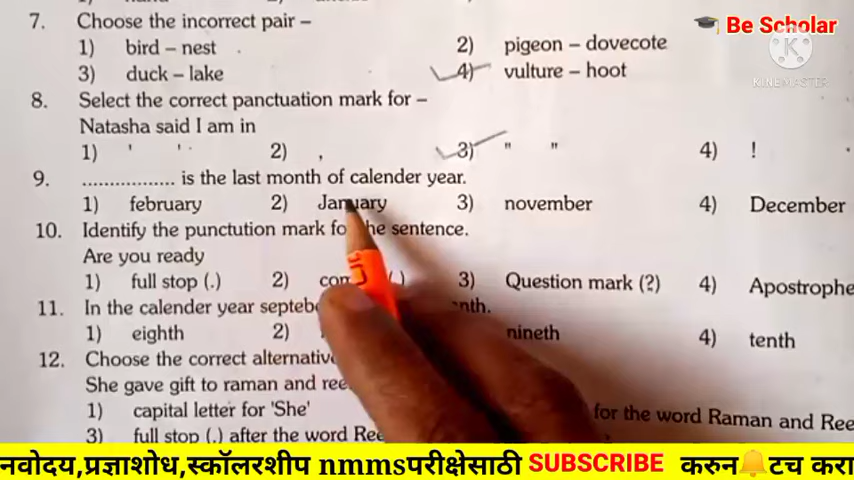 Be Scholar
KINEMASTER
7. Choose the incorrect pair –
1) bird – nest 2) pigeon – dovecote
3) duck – lake 4) vulture – hoot
8. Select the correct panctuation mark for –
Natasha said I am in
1) ' ' 2) , 3) " " 4) !
9. ................. is the last month of calender year.
1) february 2) January 3) november 4) December
10. Identify the punctution mark fo he sentence.
Are you ready
1) full stop (.) 2) com (,) 3) Question mark (?) 4) Apostrophe
11. In the calender year septeb nth.
1) eighth 2) nineth 4) tenth
12. Choose the correct alternativ
She gave gift to raman and ree
1) capital letter for 'She' for the word Raman and Ree
3) full stop (.) after the word Ree
नवोदय,प्रज्ञाशोध,स्कॉलरशीप nmmsपरीक्षेसाठी SUBSCRIBE करुन🔔टच करा